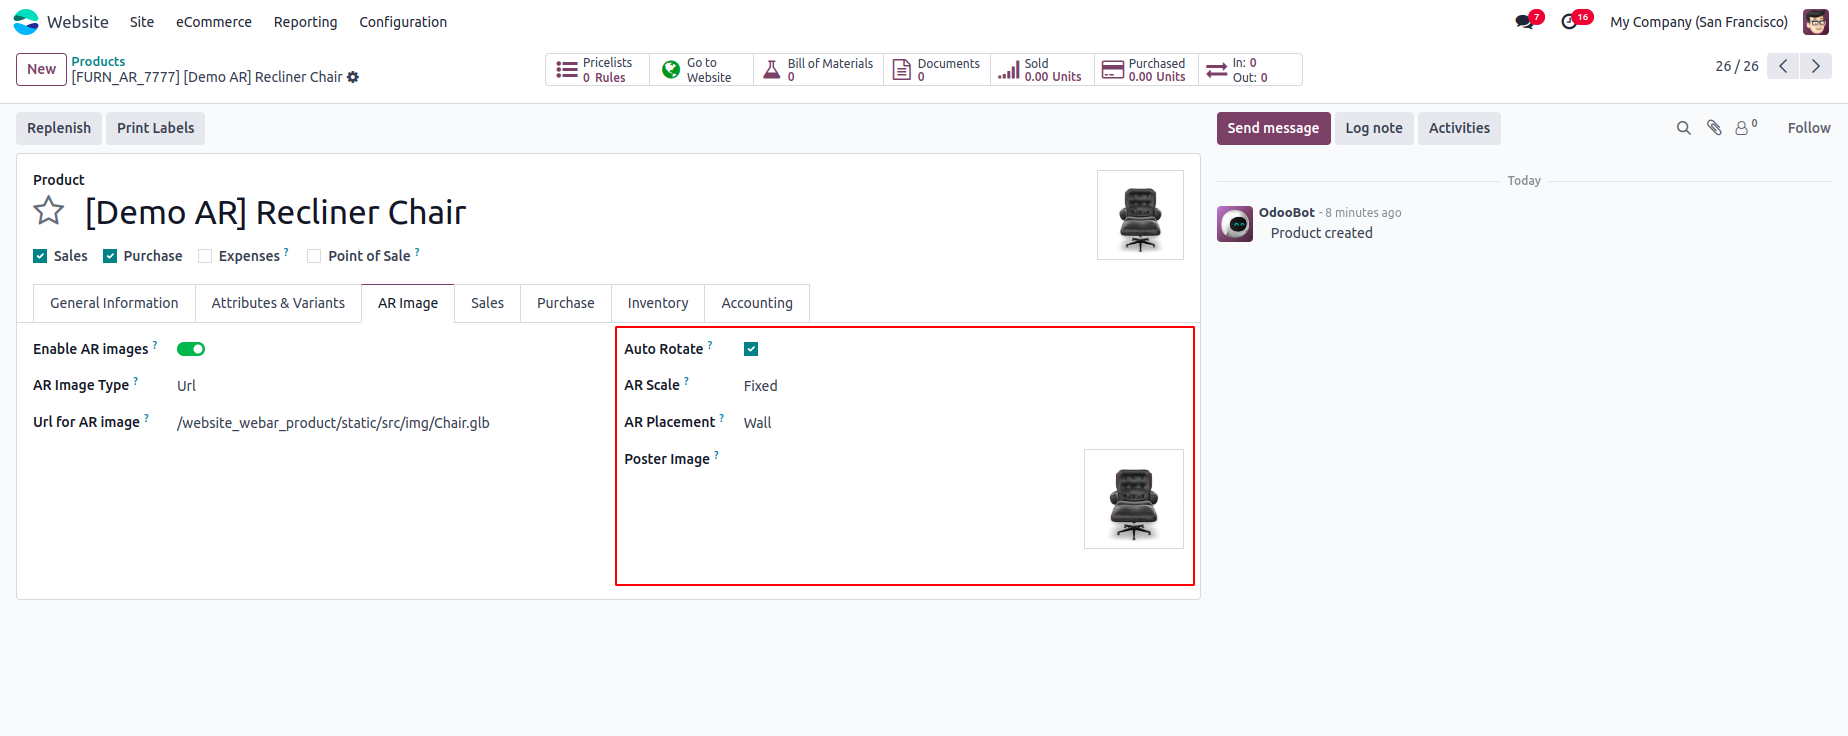 Website Site eCommerce Reporting Configuration 7 16 My Company (San Francisco)
New
Products
[FURN_AR_7777] [Demo AR] Recliner Chair
Pricelists
0 Rules
Go to
Website
Bill of Materials
0
Documents
0
Sold
0.00 Units
Purchased
0.00 Units
In: 0
Out: 0
26 / 26
Replenish Print Labels
Send message Log note Activities 0 Follow
Product
[Demo AR] Recliner Chair
Sales Purchase Expenses ? Point of Sale ?
General Information Attributes & Variants AR Image Sales Purchase Inventory Accounting
Enable AR images ?
AR Image Type ? Url
Url for AR image ? /website_webar_product/static/src/img/Chair.glb
Auto Rotate ?
AR Scale ? Fixed
AR Placement ? Wall
Poster Image ?
Today
OdooBot - 8 minutes ago
Product created